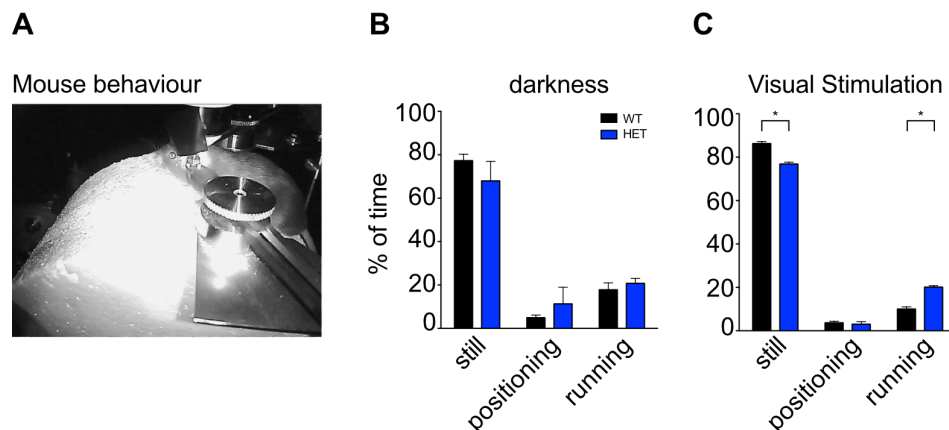 A
Mouse behaviour
B
darkness
% of time
100
80
60
40
20
0
WT
HET
still
positioning
running
C
Visual Stimulation
*
*
100
80
60
40
20
0
still
positioning
running